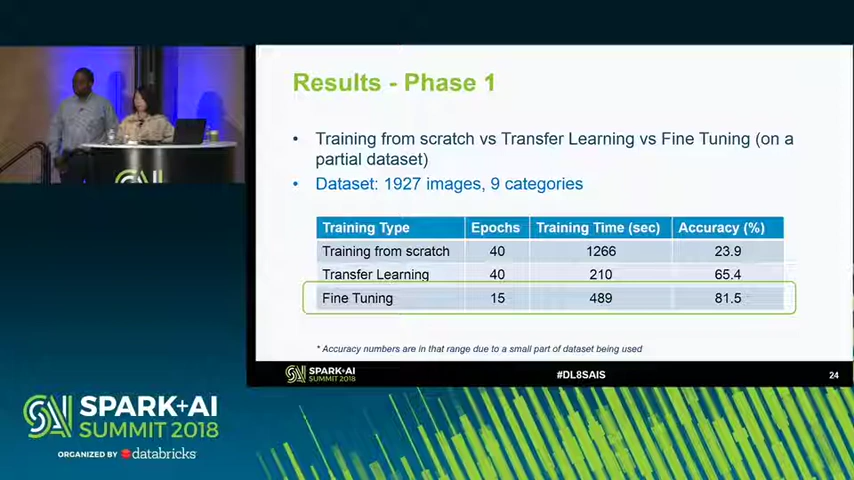 Results - Phase 1
• Training from scratch vs Transfer Learning vs Fine Tuning (on a
partial dataset)
• Dataset: 1927 images, 9 categories
Training Type Epochs Training Time (sec) Accuracy (%)
Training from scratch 40 1266 23.9
Transfer Learning 40 210 65.4
Fine Tuning 15 489 81.5
* Accuracy numbers are in that range due to a small part of dataset being used
SPARK+AI
SUMMIT 2018
#DL8SAIS
24
SPARK+AI
SUMMIT 2018
ORGANIZED BY databricks